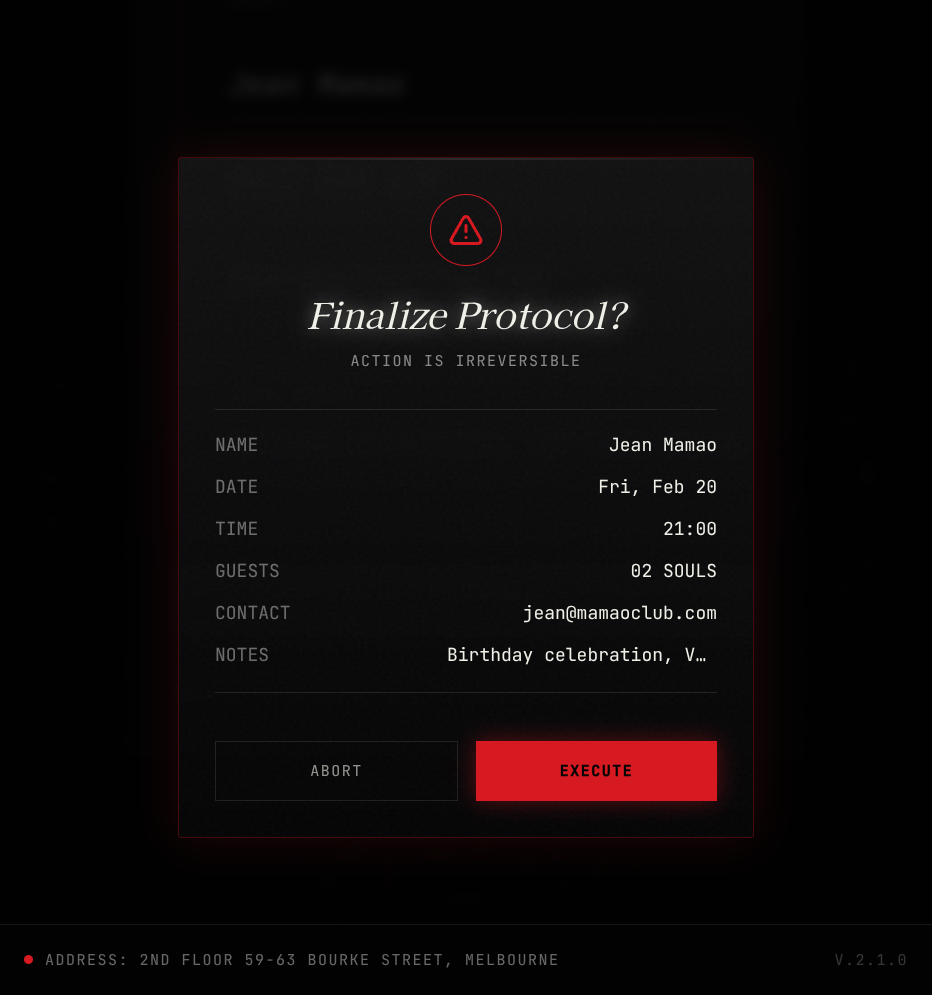 Jean Mamao
Finalize Protocol?
ACTION IS IRREVERSIBLE
NAME Jean Mamao
DATE Fri, Feb 20
TIME 21:00
GUESTS 02 SOULS
CONTACT jean@mamaoclub.com
NOTES Birthday celebration, V…
ABORT EXECUTE
ADDRESS: 2ND FLOOR 59-63 BOURKE STREET, MELBOURNE V.2.1.0